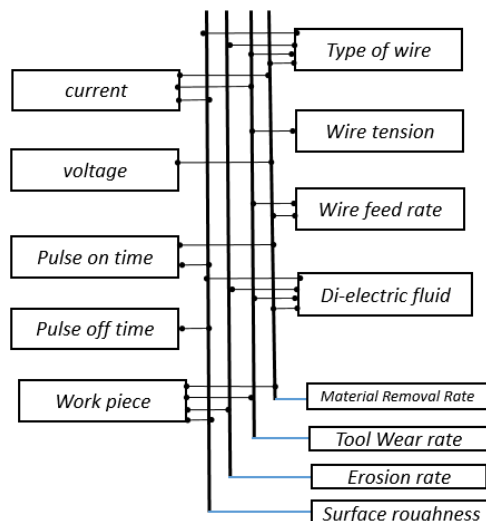 Type of wire
current
Wire tension
voltage
Wire feed rate
Pulse on time
Di-electric fluid
Pulse off time
Work piece
Material Removal Rate
Tool Wear rate
Erosion rate
Surface roughness